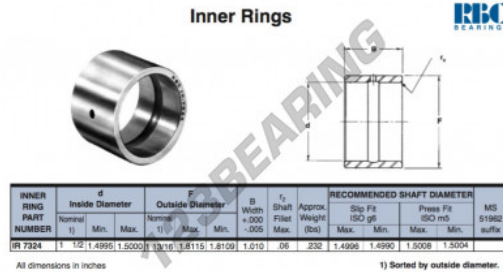 Inner Rings
RBC
BEARINGS
123BEARING
B
r₂
d
F
INNER RING PART NUMBER
d
Inside Diameter
Nominal 1)
Min.
Max.
F
Outside Diameter
Nominal 1)
Max.
Min.
B
Width
+.000
-.005
r₂
Shaft
Fillet
Max.
Approx.
Weight
(lbs)
RECOMMENDED SHAFT DIAMETER
Slip Fit
ISO g6
Max.
Min.
Press Fit
ISO m5
Max.
Min.
MS
51962
suffix
IR 7324 1 1/2 1.4995 1.5000 1 13/16 1.8115 1.8109 1.010 .06 .232 1.4996 1.4990 1.5008 1.5004
All dimensions in inches
1) Sorted by outside diameter.